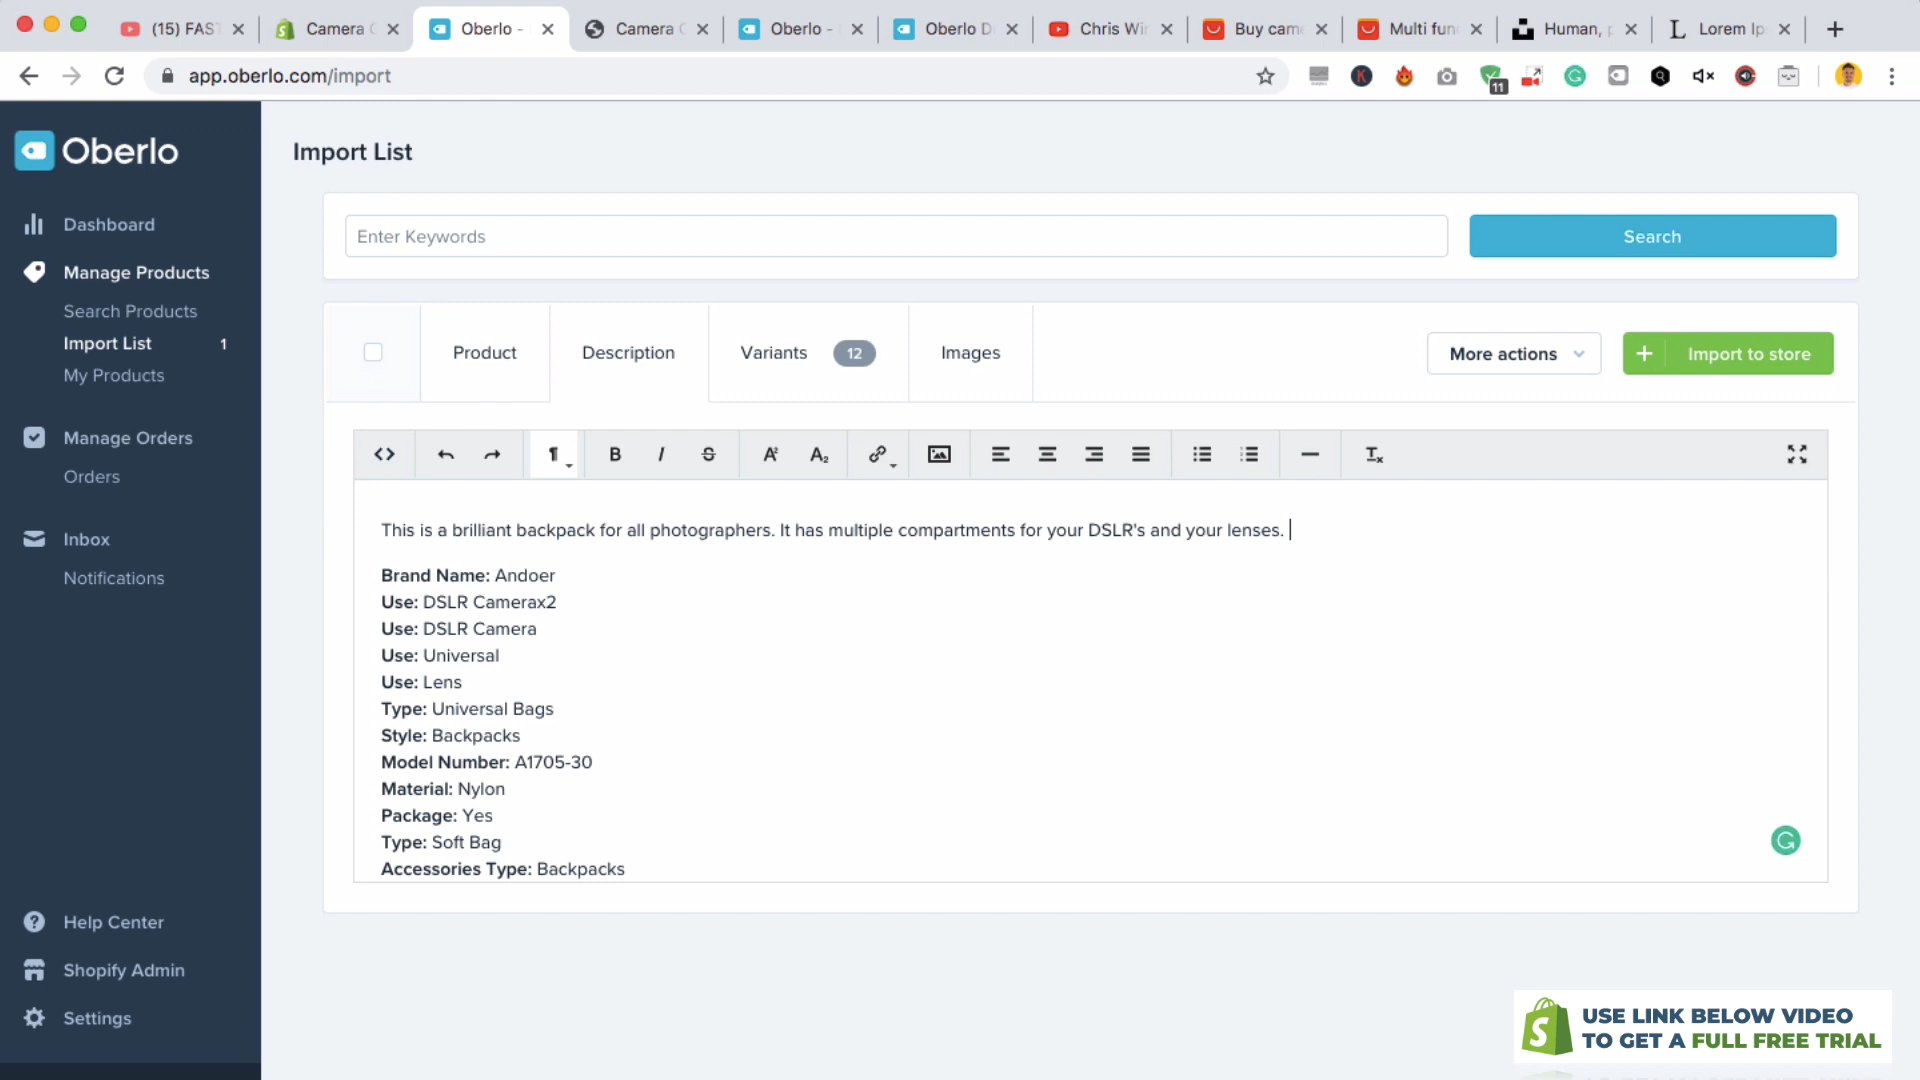 (15) FAS
Camera
Oberlo -
Camera
Oberlo -
Oberlo D
Chris Wi
Buy cam
Multi fun
Human,
Lorem Ip
app.oberlo.com/import
11
Oberlo
Dashboard
Manage Products
Search Products
Import List 1
My Products
Manage Orders
Orders
Inbox
Notifications
Help Center
Shopify Admin
Settings
Import List
Enter Keywords
Search
Product
Description
Variants 12
Images
More actions
+ Import to store
This is a brilliant backpack for all photographers. It has multiple compartments for your DSLR's and your lenses.
Brand Name: Andoer
Use: DSLR Camerax2
Use: DSLR Camera
Use: Universal
Use: Lens
Type: Universal Bags
Style: Backpacks
Model Number: A1705-30
Material: Nylon
Package: Yes
Type: Soft Bag
Accessories Type: Backpacks
USE LINK BELOW VIDEO
TO GET A FULL FREE TRIAL